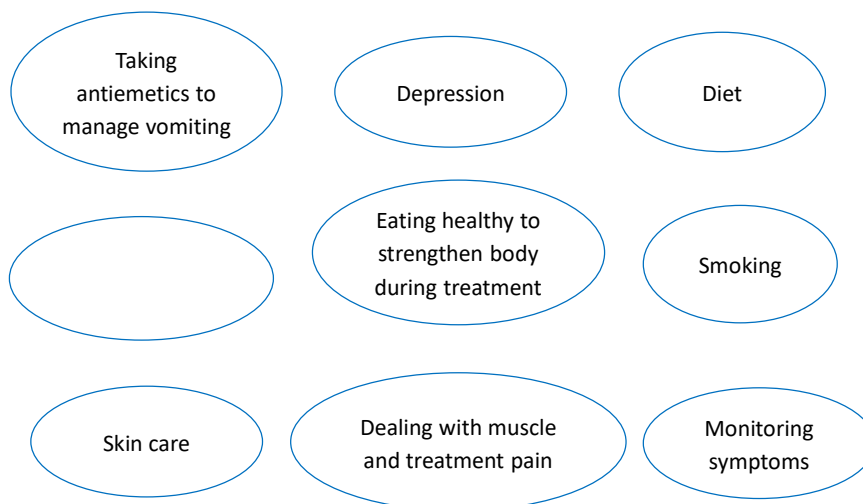 Taking
antiemetics to
manage vomiting
Depression
Diet
Eating healthy to
strengthen body
during treatment
Smoking
Skin care
Dealing with muscle
and treatment pain
Monitoring
symptoms